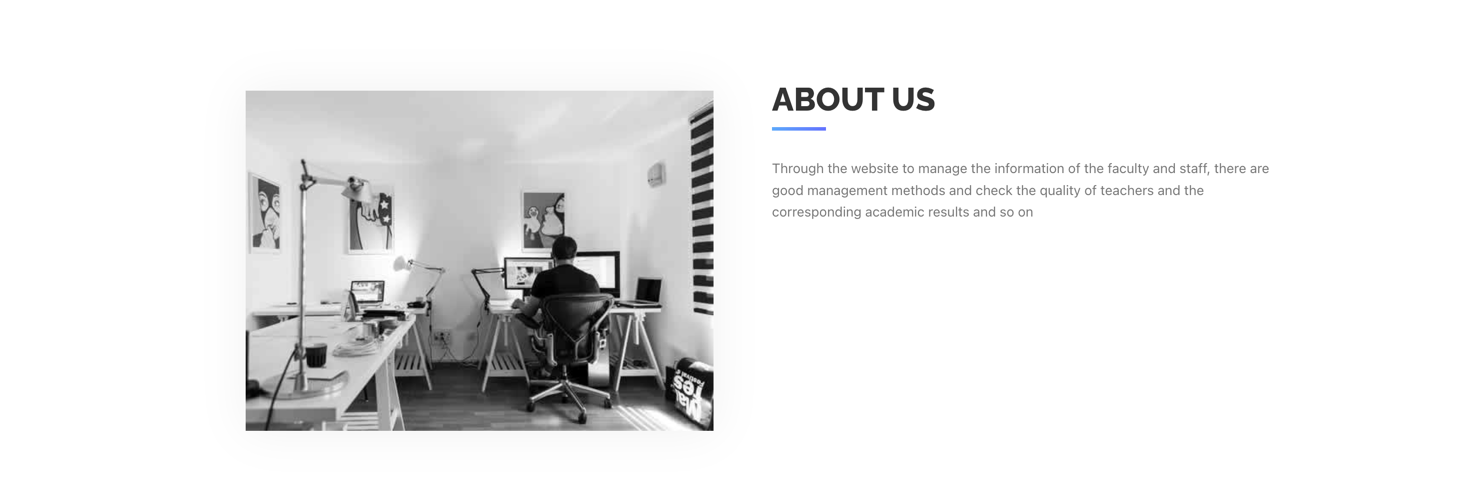 ABOUT US
Through the website to manage the information of the faculty and staff, there are
good management methods and check the quality of teachers and the
corresponding academic results and so on